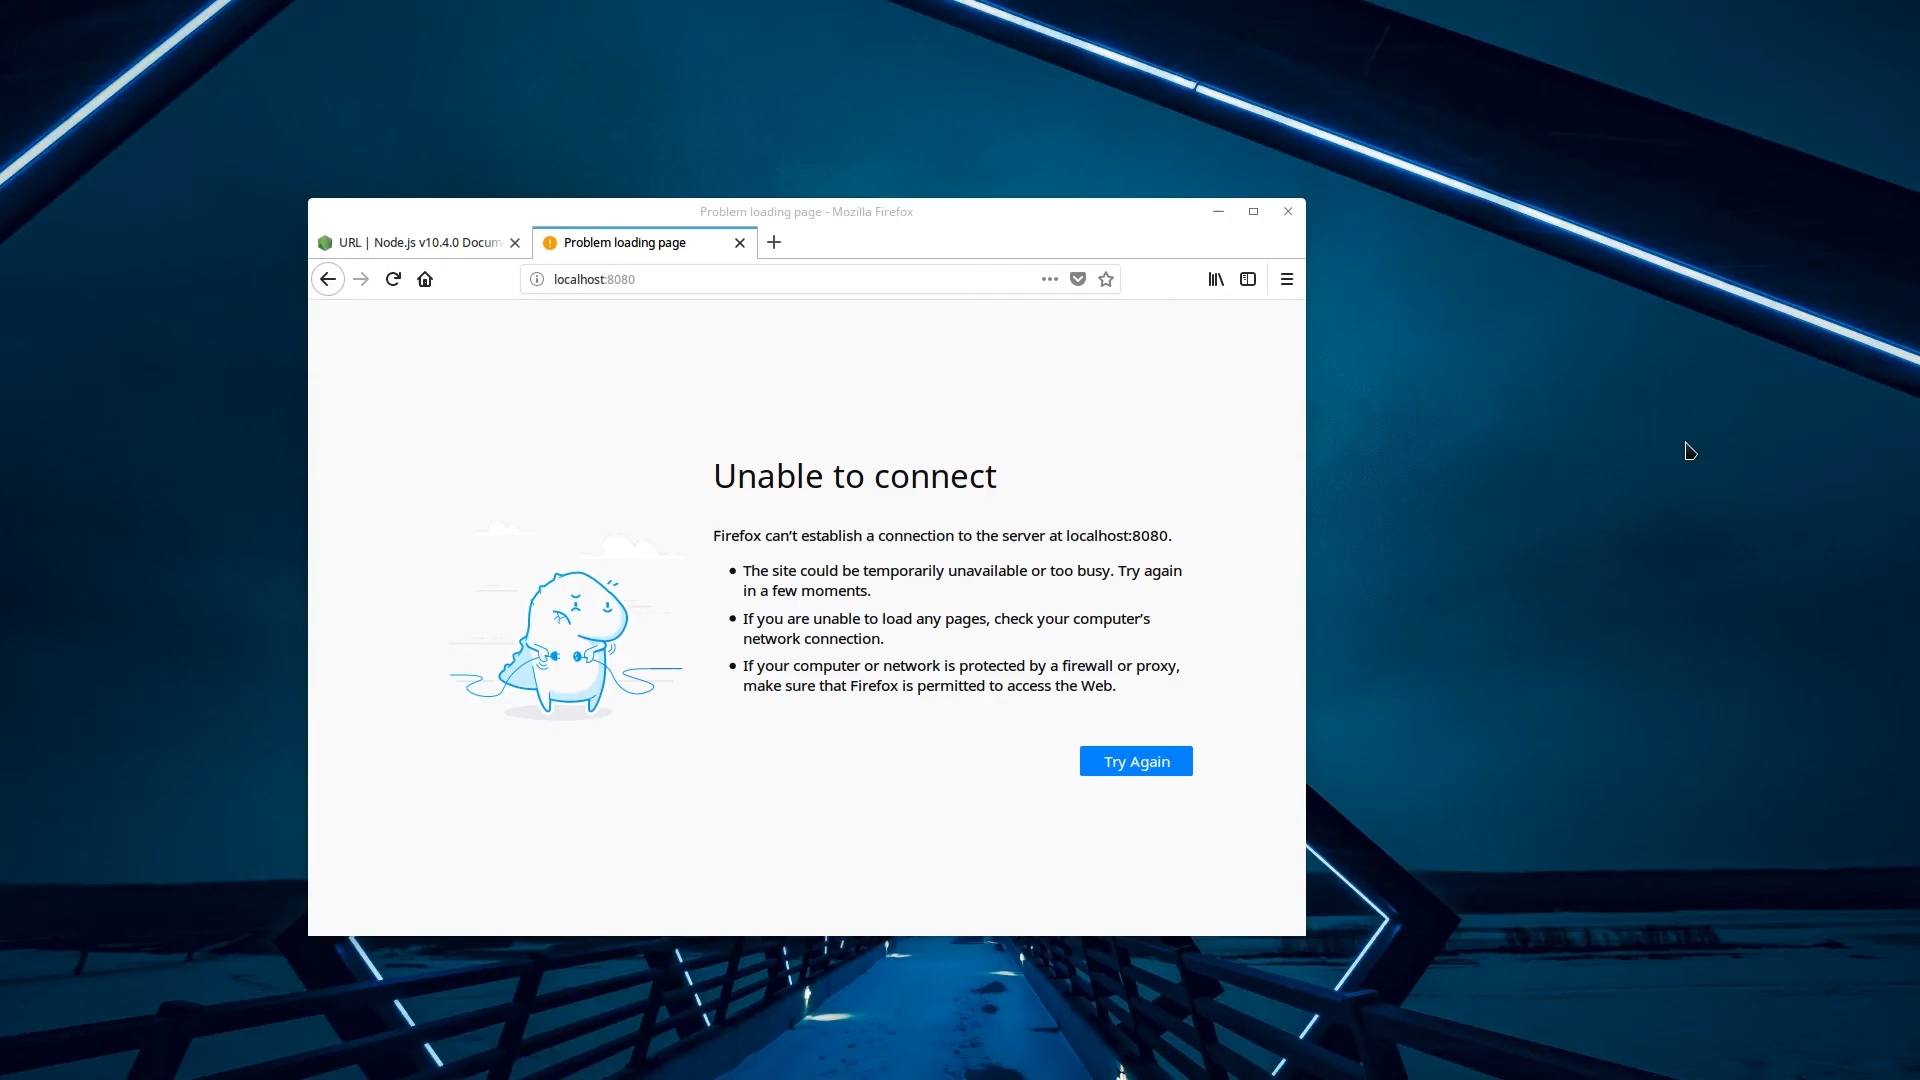 Problem loading page - Mozilla Firefox
URL | Node.js v10.4.0 Docum
Problem loading page
localhost:8080
Unable to connect
Firefox can’t establish a connection to the server at localhost:8080.
The site could be temporarily unavailable or too busy. Try again
in a few moments.
If you are unable to load any pages, check your computer’s
network connection.
If your computer or network is protected by a firewall or proxy,
make sure that Firefox is permitted to access the Web.
Try Again